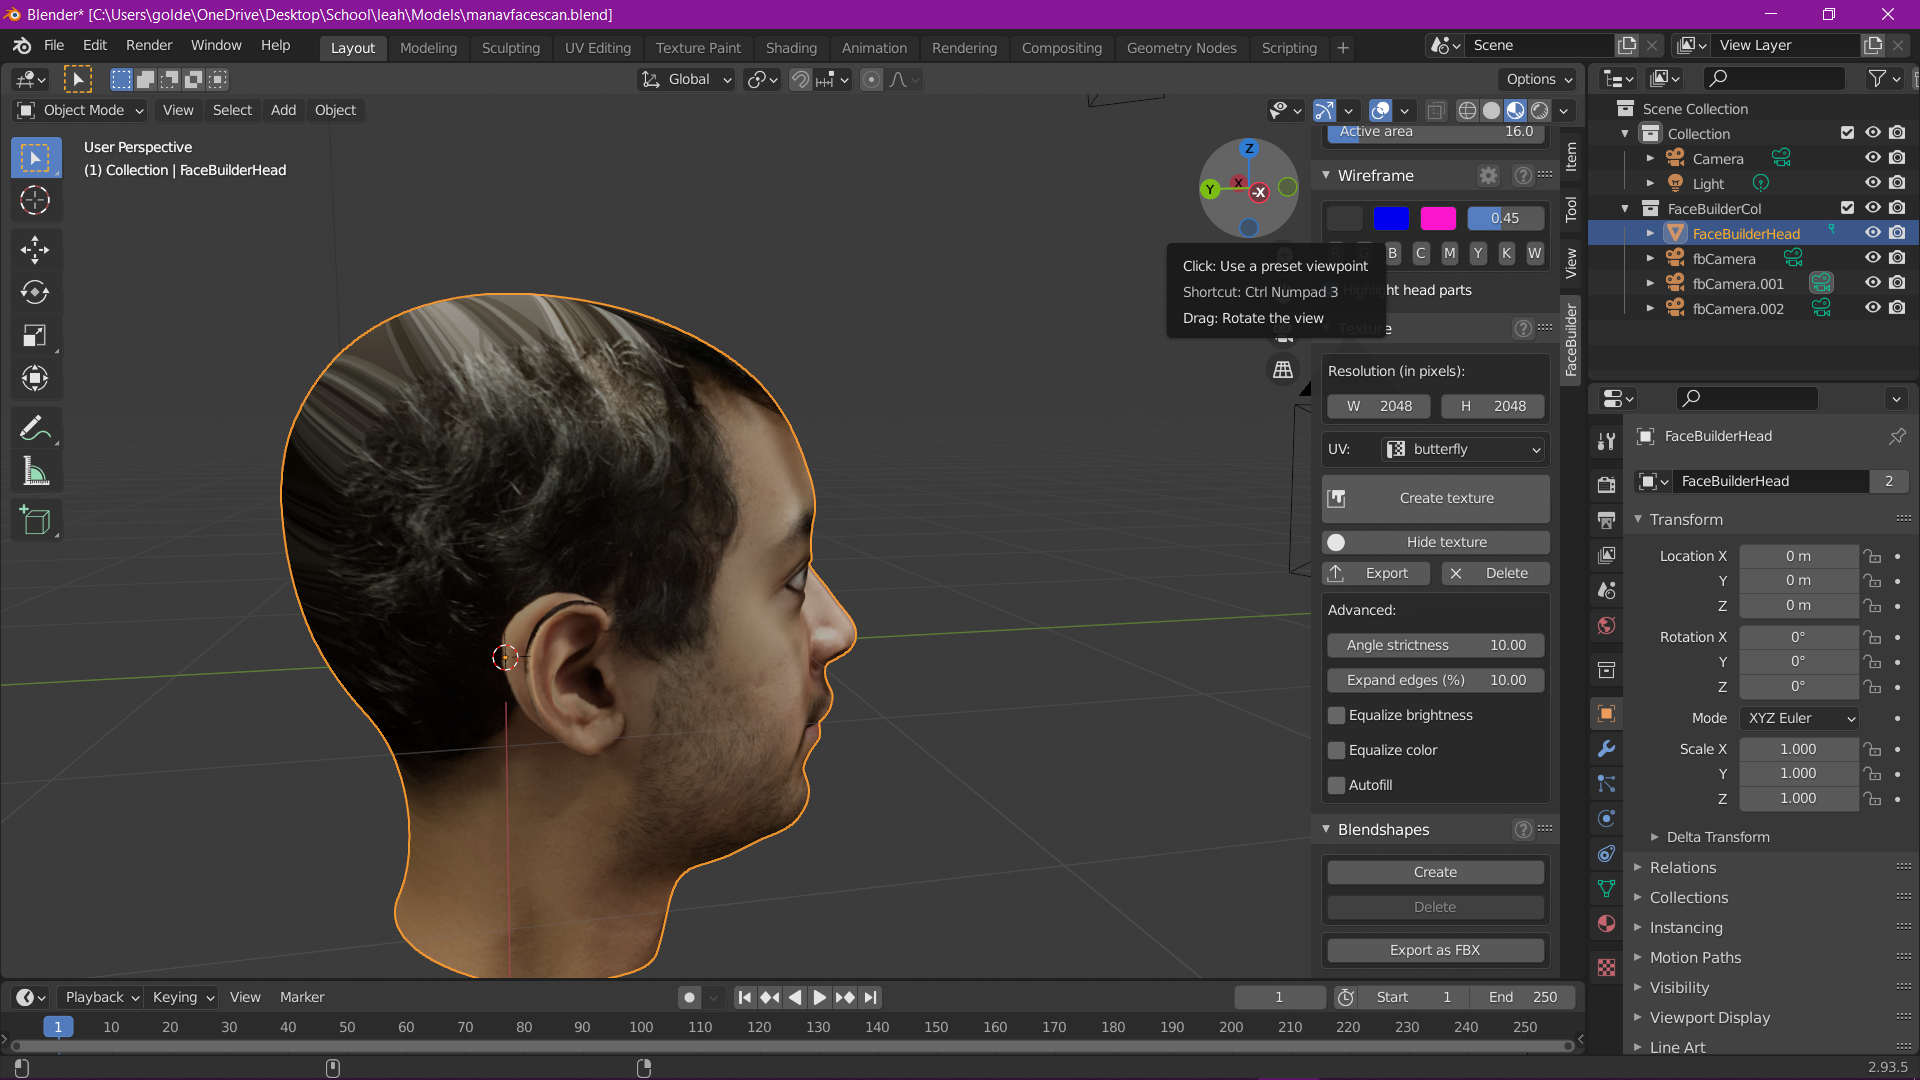 Blender* [C:\Users\golde\OneDrive\Desktop\School\leah\Models\manavfacescan.blend]
File Edit Render Window Help Layout Modeling Sculpting UV Editing Texture Paint Shading Animation Rendering Compositing Geometry Nodes Scripting + Scene View Layer
Global Options
Object Mode View Select Add Object
User Perspective
(1) Collection | FaceBuilderHead
Z
Y
X
-X
Active area 16.0
Wireframe
0.45
B C M Y K W
Click: Use a preset viewpoint
Shortcut: Ctrl Numpad 3
Drag: Rotate the view
Highlight head parts
Texture
Resolution (in pixels):
W 2048 H 2048
UV: butterfly
Create texture
Hide texture
Export Delete
Advanced:
Angle strictness 10.00
Expand edges (%) 10.00
Equalize brightness
Equalize color
Autofill
Blendshapes
Create
Delete
Export as FBX
Item
Tool
View
FaceBuilder
Scene Collection
Collection
Camera
Light
FaceBuilderCol
FaceBuilderHead
fbCamera
fbCamera.001
fbCamera.002
FaceBuilderHead
FaceBuilderHead 2
Transform
Location X 0 m
Y 0 m
Z 0 m
Rotation X 0°
Y 0°
Z 0°
Mode XYZ Euler
Scale X 1.000
Y 1.000
Z 1.000
Delta Transform
Relations
Collections
Instancing
Motion Paths
Visibility
Viewport Display
Line Art
Playback Keying View Marker 1 Start 1 End 250
1 10 20 30 40 50 60 70 80 90 100 110 120 130 140 150 160 170 180 190 200 210 220 230 240 250
2.93.5